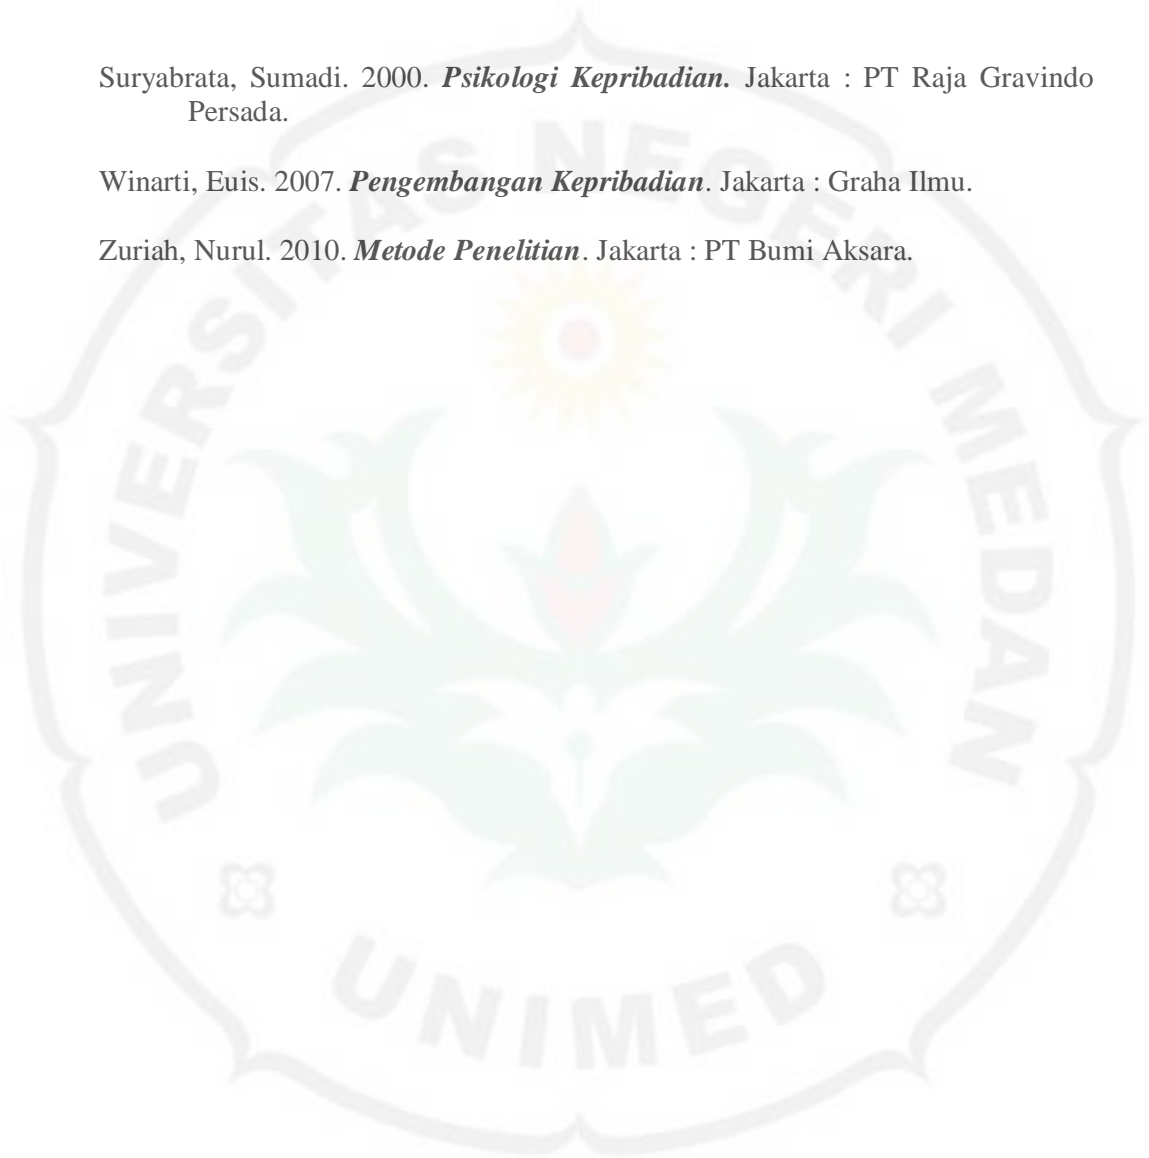 Suryabrata, Sumadi. 2000. Psikologi Kepribadian. Jakarta : PT Raja Gravindo
Persada.
Winarti, Euis. 2007. Pengembangan Kepribadian. Jakarta : Graha Ilmu.
Zuriah, Nurul. 2010. Metode Penelitian. Jakarta : PT Bumi Aksara.
UNIVERSITAS NEGERI MEDAN
UNIMED